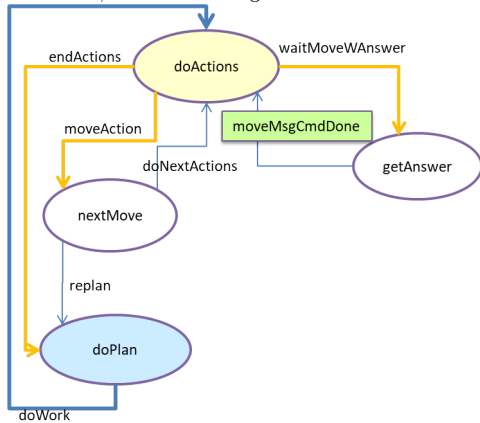 endActions
waitMoveWAnswer
doActions
moveAction
moveMsgCmdDone
doNextActions
getAnswer
nextMove
replan
doPlan
doWork